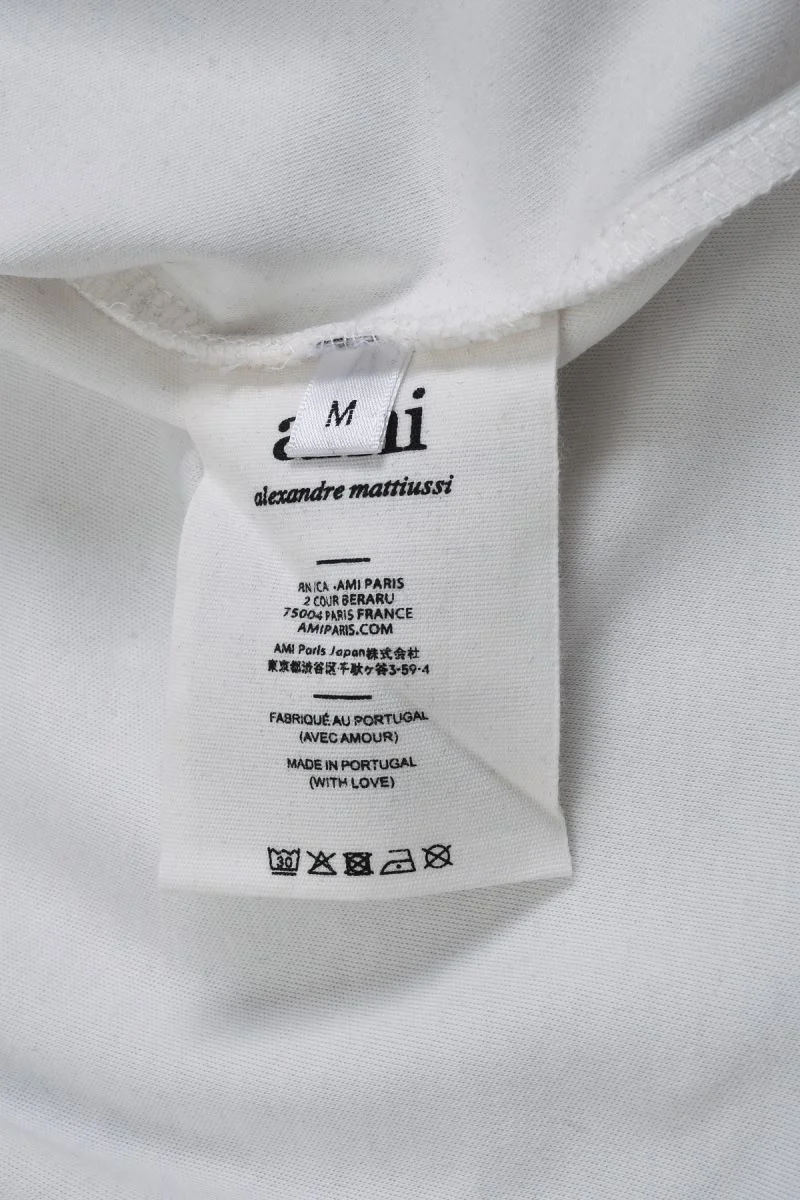 M
alexandre mattiussi
AMI PARIS
2 COUR BERARU
75004 PARIS FRANCE
AMIPARIS.COM
AMI Paris Japan株式会社
東京都渋谷区千駄ヶ谷3-59-4
FABRIQUÉ AU PORTUGAL
(AVEC AMOUR)
MADE IN PORTUGAL
(WITH LOVE)
30